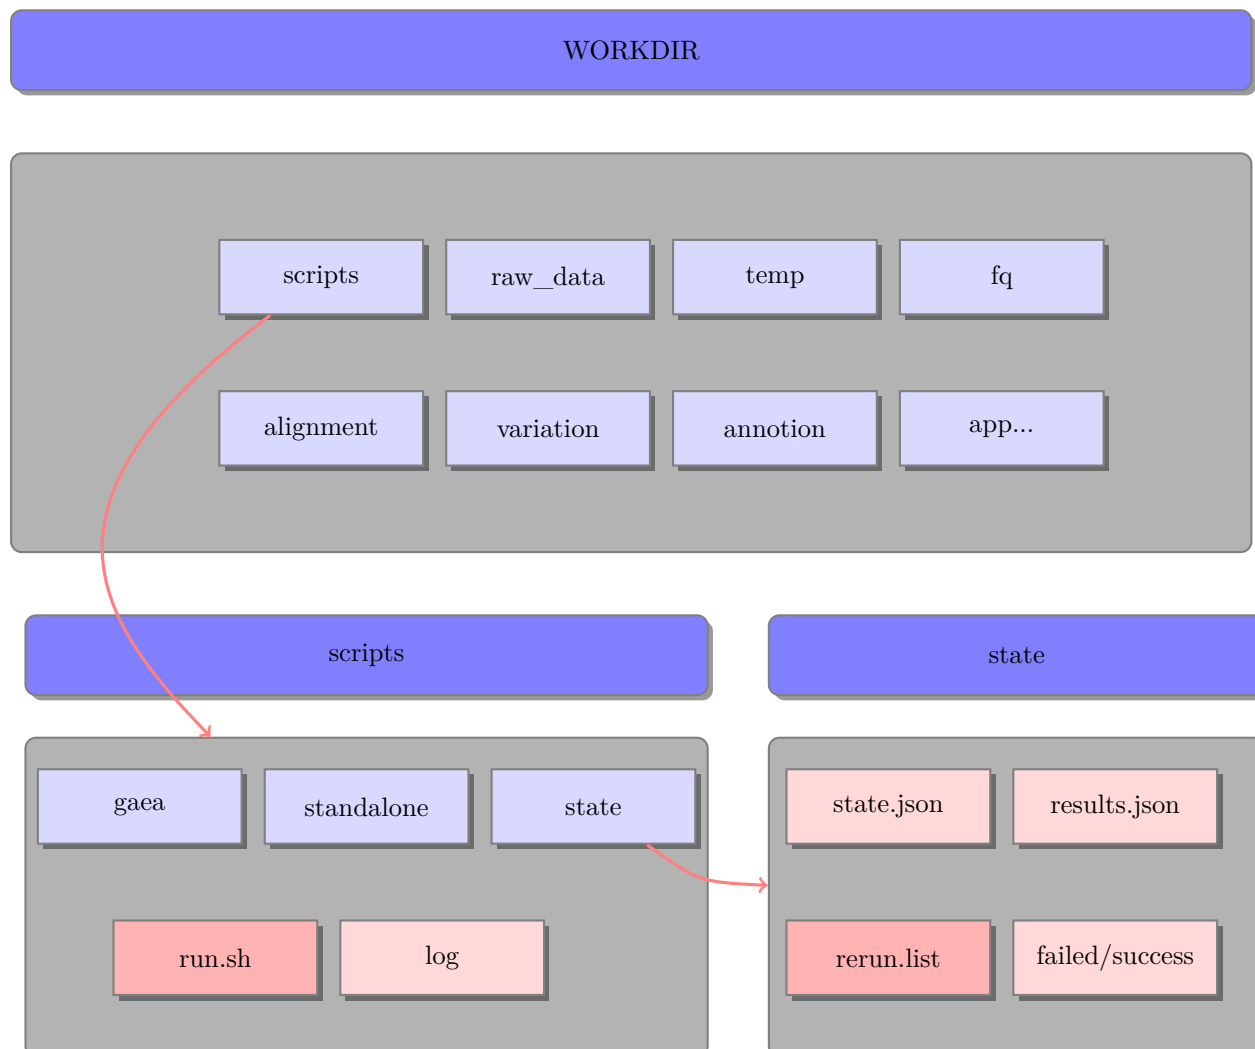 WORKDIR
scripts raw_data temp fq
alignment variation annotion app...
scripts state
gaea standalone state state.json results.json
run.sh log rerun.list failed/success